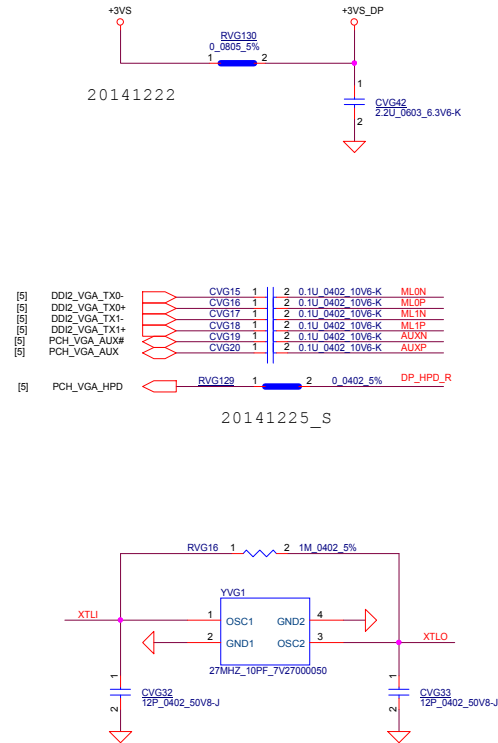 +3VS +3VS_DP
RVG130
0_0805_5%
1 2
20141222
1
CVG42
2.2U_0603_6.3V6-K
2
[5] DDI2_VGA_TX0- CVG15 1 2 0.1U_0402_10V6-K ML0N
[5] DDI2_VGA_TX0+ CVG16 1 2 0.1U_0402_10V6-K ML0P
[5] DDI2_VGA_TX1- CVG17 1 2 0.1U_0402_10V6-K ML1N
[5] DDI2_VGA_TX1+ CVG18 1 2 0.1U_0402_10V6-K ML1P
[5] PCH_VGA_AUX# CVG19 1 2 0.1U_0402_10V6-K AUXN
[5] PCH_VGA_AUX CVG20 1 2 0.1U_0402_10V6-K AUXP
[5] PCH_VGA_HPD RVG129 1 2 0_0402_5% DP_HPD_R
20141225_S
RVG16 1 2 1M_0402_5%
YVG1
XTLI 1 OSC1 GND2 4
2 GND1 OSC2 3 XTLO
27MHZ_10PF_7V27000050
1 1
CVG32 CVG33
12P_0402_50V8-J 12P_0402_50V8-J
2 2